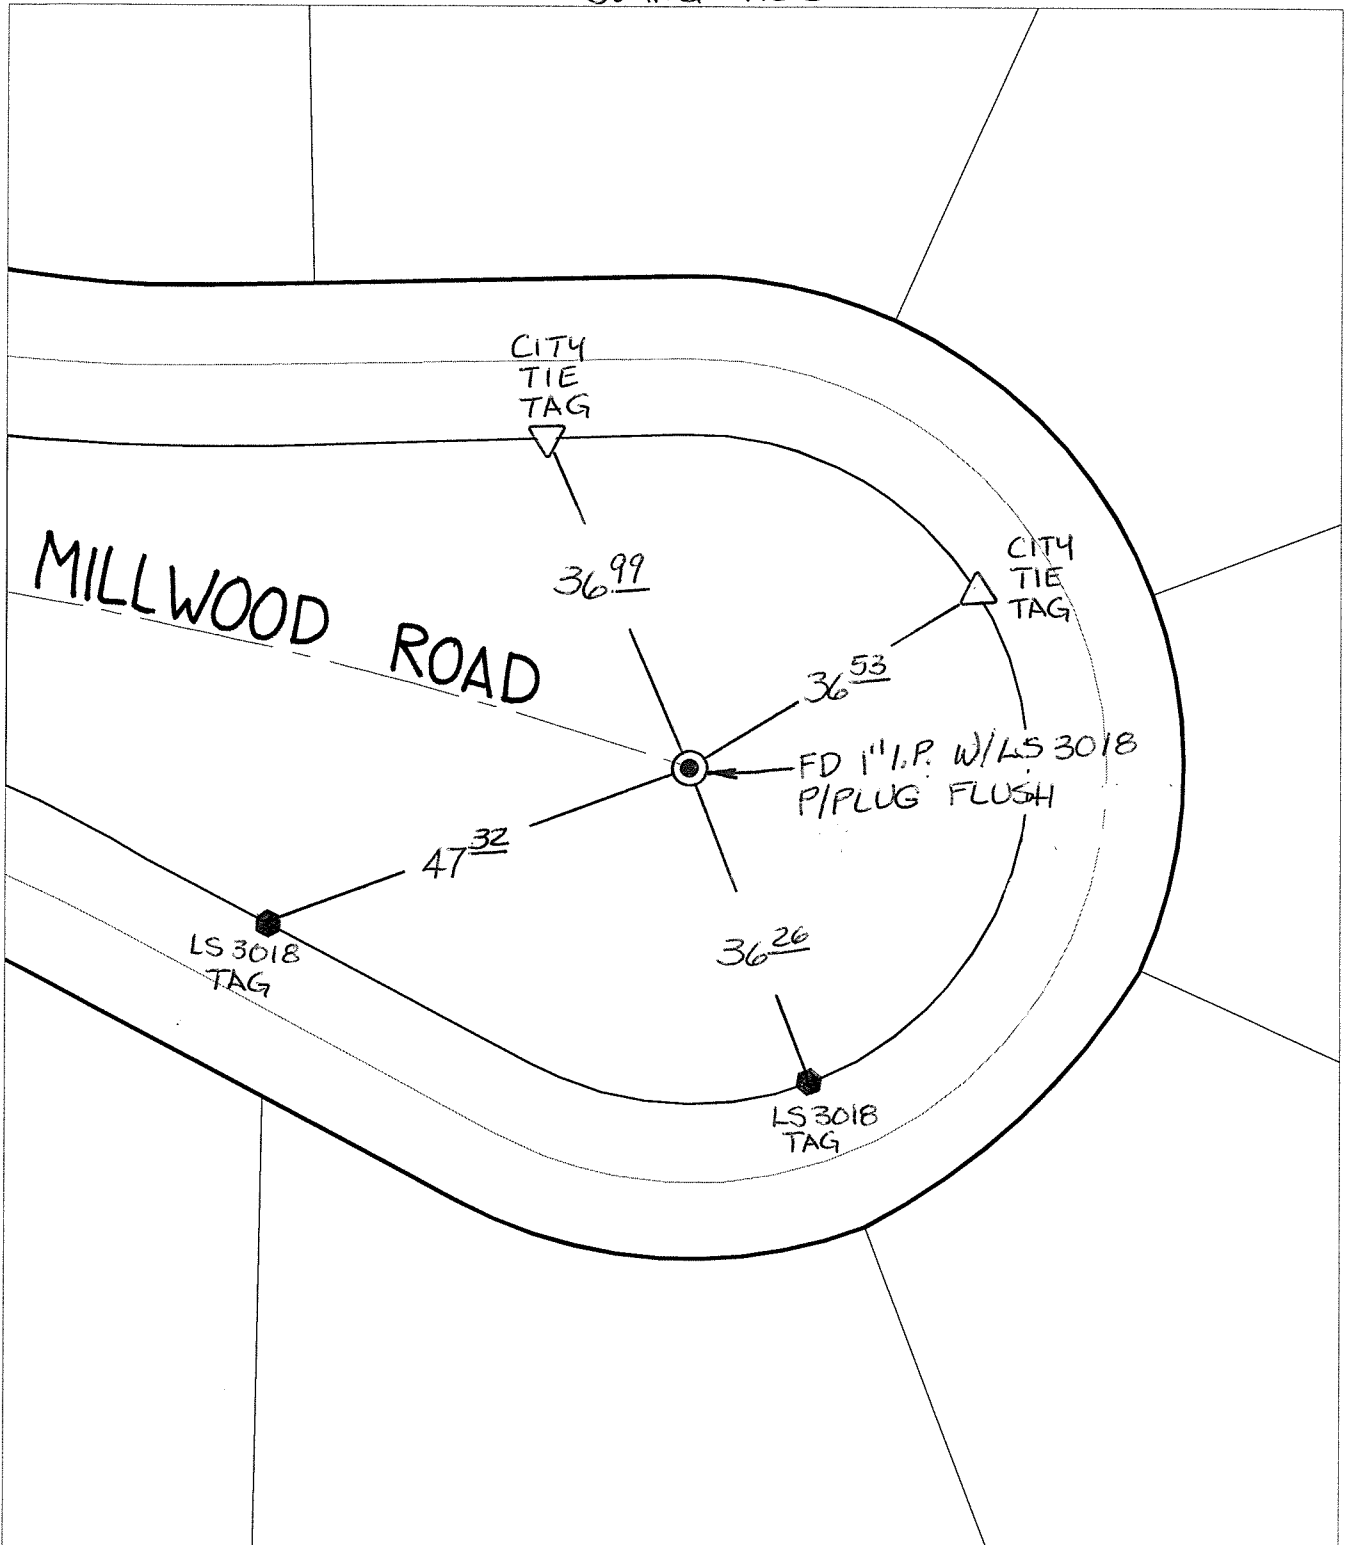 CITY
TIE
TAG
CITY
TIE
TAG
MILLWOOD ROAD
36.99
36 53
FD 1" I.P. W/LS 3018
P/PLUG FLUSH
47 32
LS 3018
TAG
36 26
LS 3018
TAG